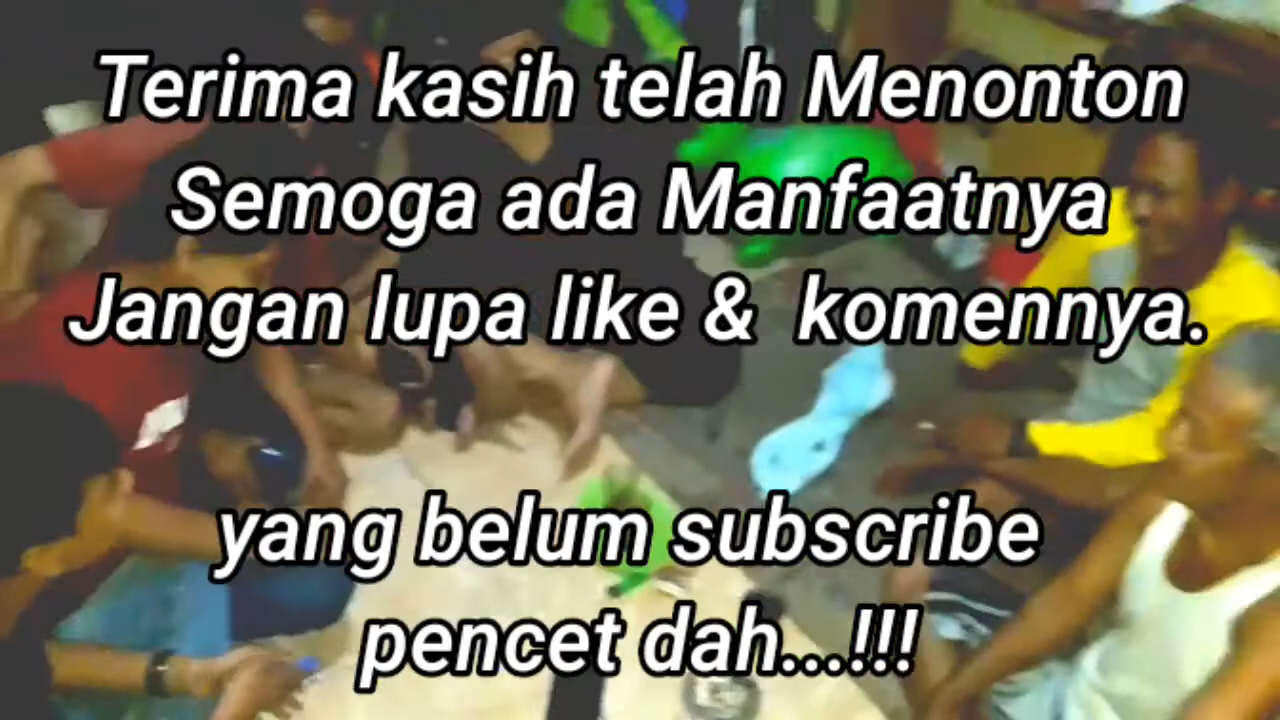 Terima kasih telah Menonton
Semoga ada Manfaatnya
Jangan lupa like & komennya.
yang belum subscribe
pencet dah...!!!